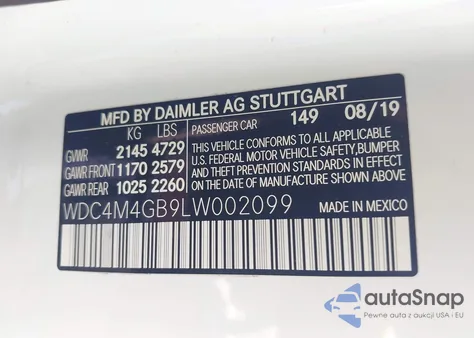 MFD BY DAIMLER AG STUTTGART
KG LBS PASSENGER CAR 149 08/19
GVWR 2145 4729
GAWR FRONT 1170 2579
GAWR REAR 1025 2260
THIS VEHICLE CONFORMS TO ALL APPLICABLE
U.S. FEDERAL MOTOR VEHICLE SAFETY, BUMPER
AND THEFT PREVENTION STANDARDS IN EFFECT
ON THE DATE OF MANUFACTURE SHOWN ABOVE.
WDC4M4GB9LW002099
MADE IN MEXICO
autoSnap
Pewne auta z aukcji USA - EU